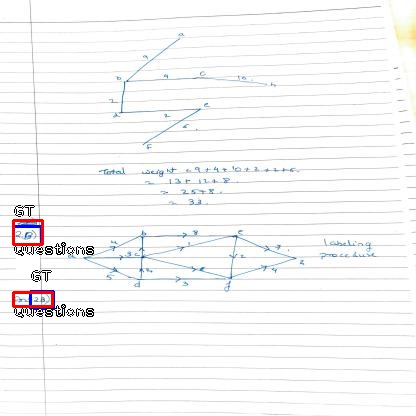 a
9
b 4 c 10 h
2
d 2 e
6
f
Total weight = 9+4+10+2+2+6.
= 13+12+8.
= 25+8.
= 33.
GT
2.B)
Questions
b 8 e
4 1 7
3 c 2 labeling
z procedure
5 2 6 4
d 3 f
GT
2B)
Questions